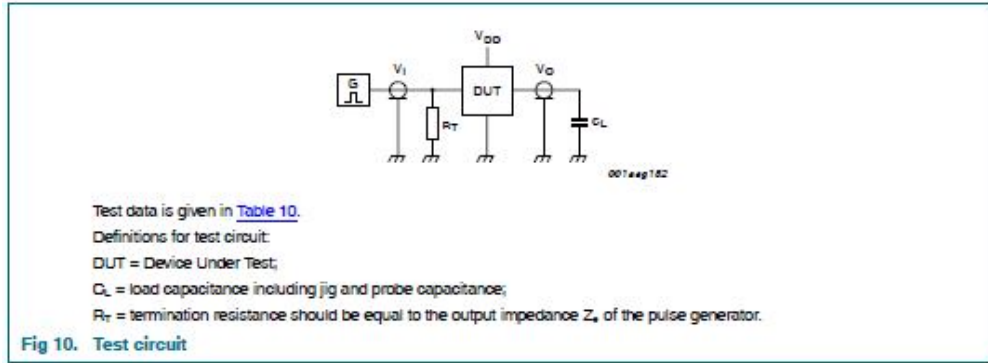 VDD
VI
VO
G
DUT
RT
CL
001aag182
Test data is given in Table 10.
Definitions for test circuit:
DUT = Device Under Test;
CL = load capacitance including jig and probe capacitance;
RT = termination resistance should be equal to the output impedance Zo of the pulse generator.
Fig 10. Test circuit